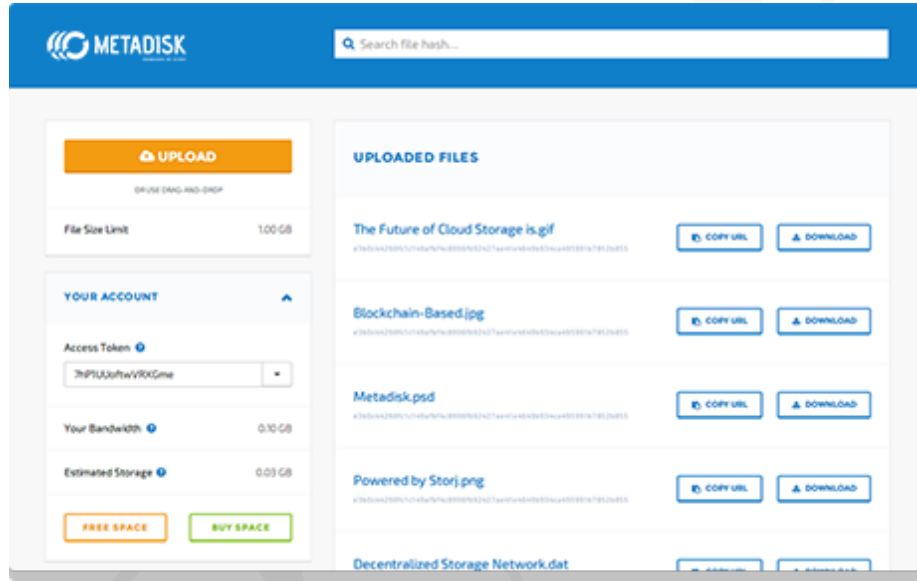 METADISK
Search file hash...
UPLOAD
OR USE DRAG-AND-DROP
File Size Limit 1.00 GB
YOUR ACCOUNT
Access Token
Your Bandwidth 0.10 GB
Estimated Storage 0.03 GB
FREE SPACE BUY SPACE
UPLOADED FILES
The Future of Cloud Storage is.gif
COPY URL DOWNLOAD
Blockchain-Based.jpg
COPY URL DOWNLOAD
Metadisk.psd
COPY URL DOWNLOAD
Powered by Storj.png
COPY URL DOWNLOAD
Decentralized Storage Network.dat